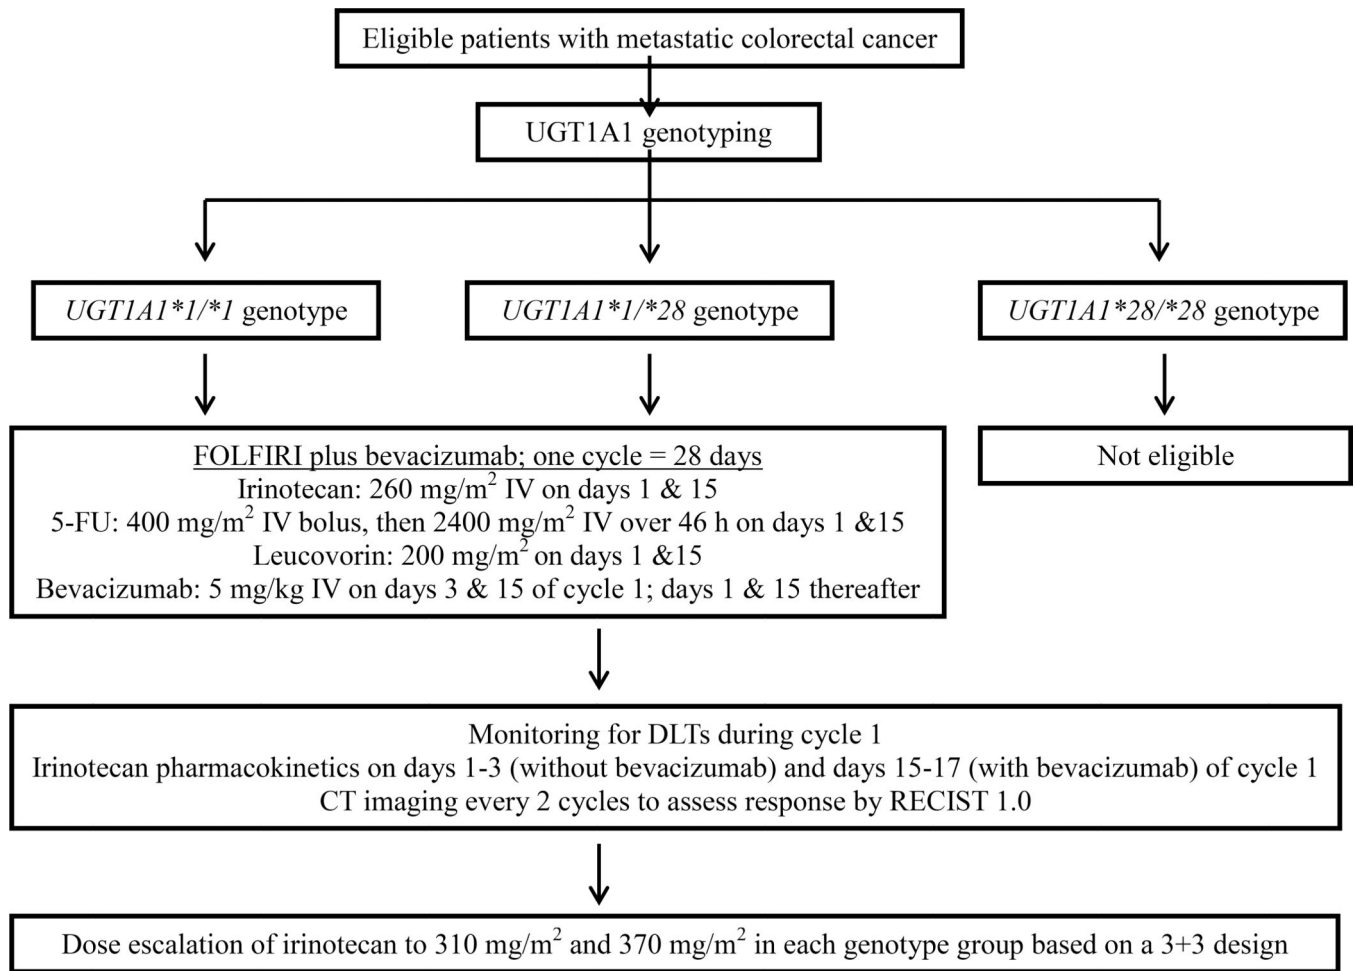 Eligible patients with metastatic colorectal cancer
UGT1A1 genotyping
UGT1A1*1/*1 genotype
UGT1A1*1/*28 genotype
UGT1A1*28/*28 genotype
FOLFIRI plus bevacizumab; one cycle = 28 days
Irinotecan: 260 mg/m² IV on days 1 & 15
5-FU: 400 mg/m² IV bolus, then 2400 mg/m² IV over 46 h on days 1 &15
Leucovorin: 200 mg/m² on days 1 &15
Bevacizumab: 5 mg/kg IV on days 3 & 15 of cycle 1; days 1 & 15 thereafter
Not eligible
Monitoring for DLTs during cycle 1
Irinotecan pharmacokinetics on days 1-3 (without bevacizumab) and days 15-17 (with bevacizumab) of cycle 1
CT imaging every 2 cycles to assess response by RECIST 1.0
Dose escalation of irinotecan to 310 mg/m² and 370 mg/m² in each genotype group based on a 3+3 design